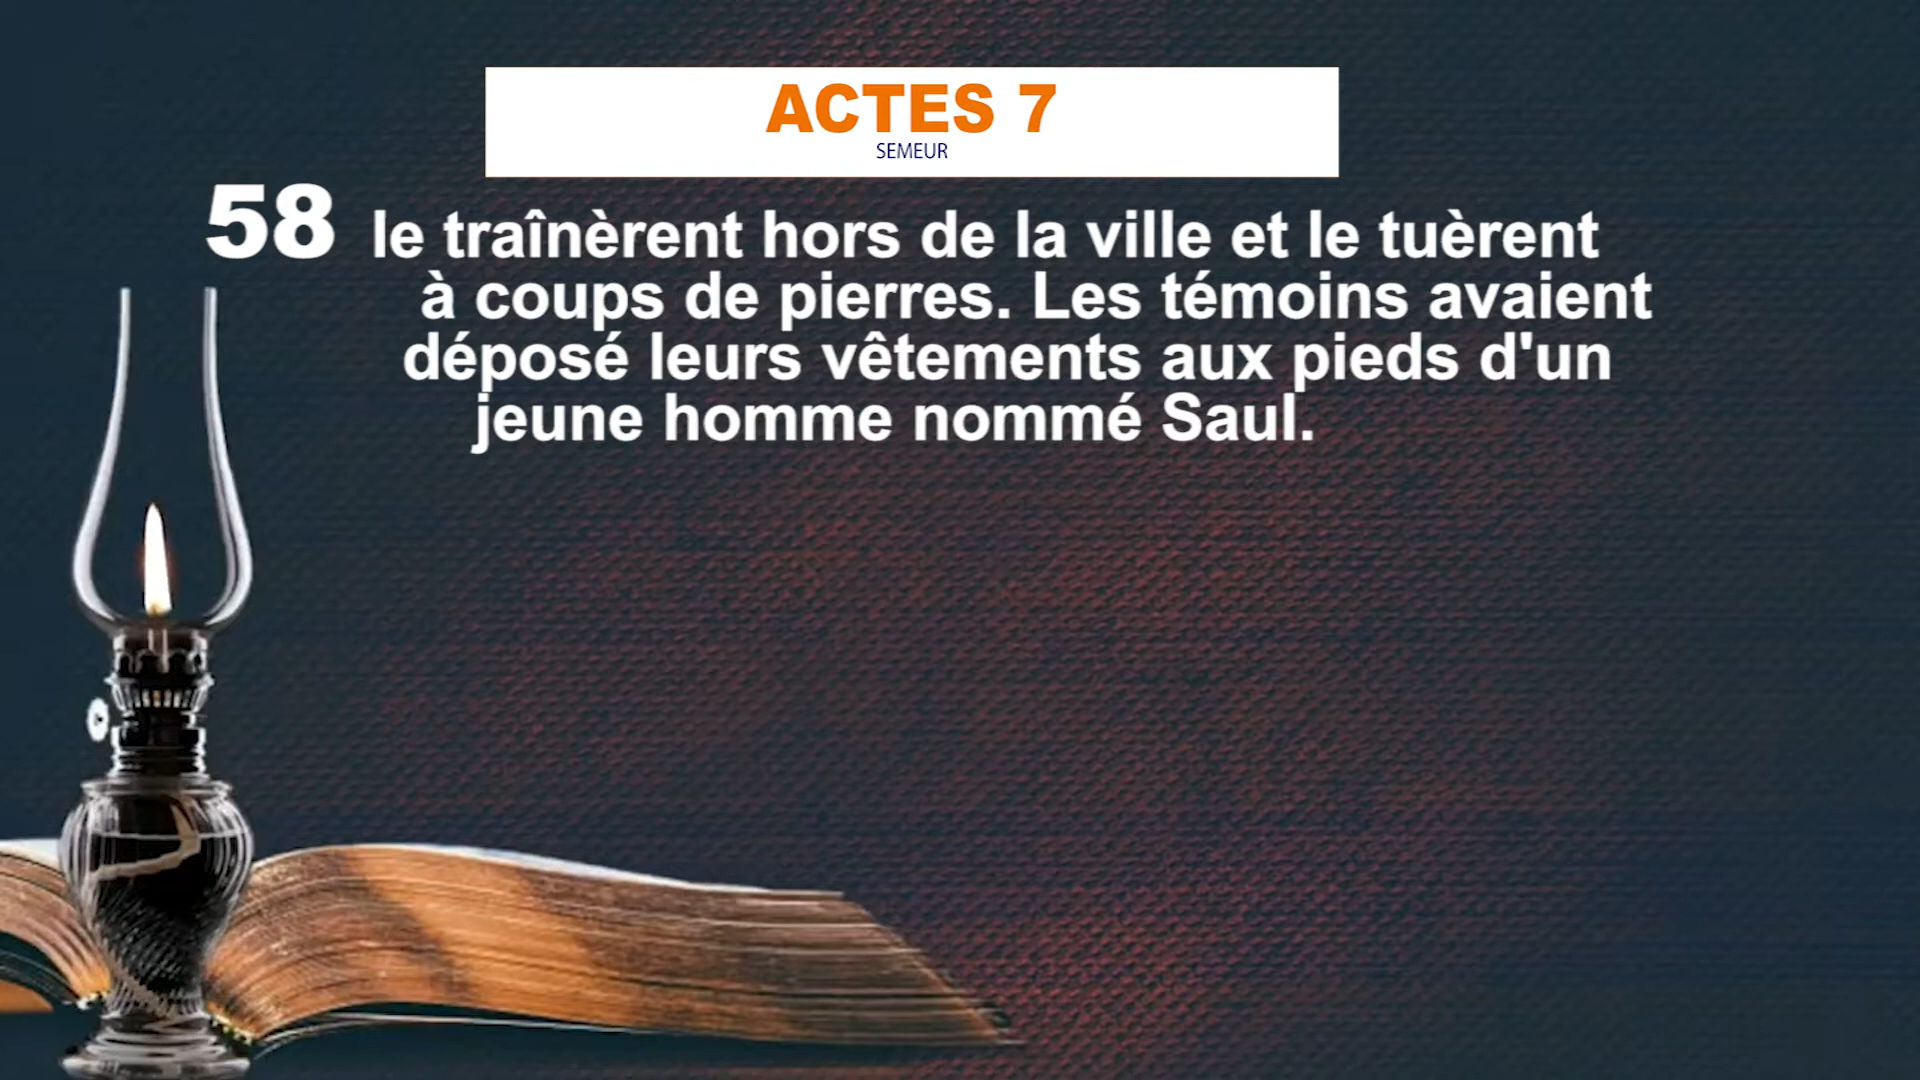 ACTES 7
SEMEUR
58 le traînèrent hors de la ville et le tuèrent
à coups de pierres. Les témoins avaient
déposé leurs vêtements aux pieds d'un
jeune homme nommé Saul.